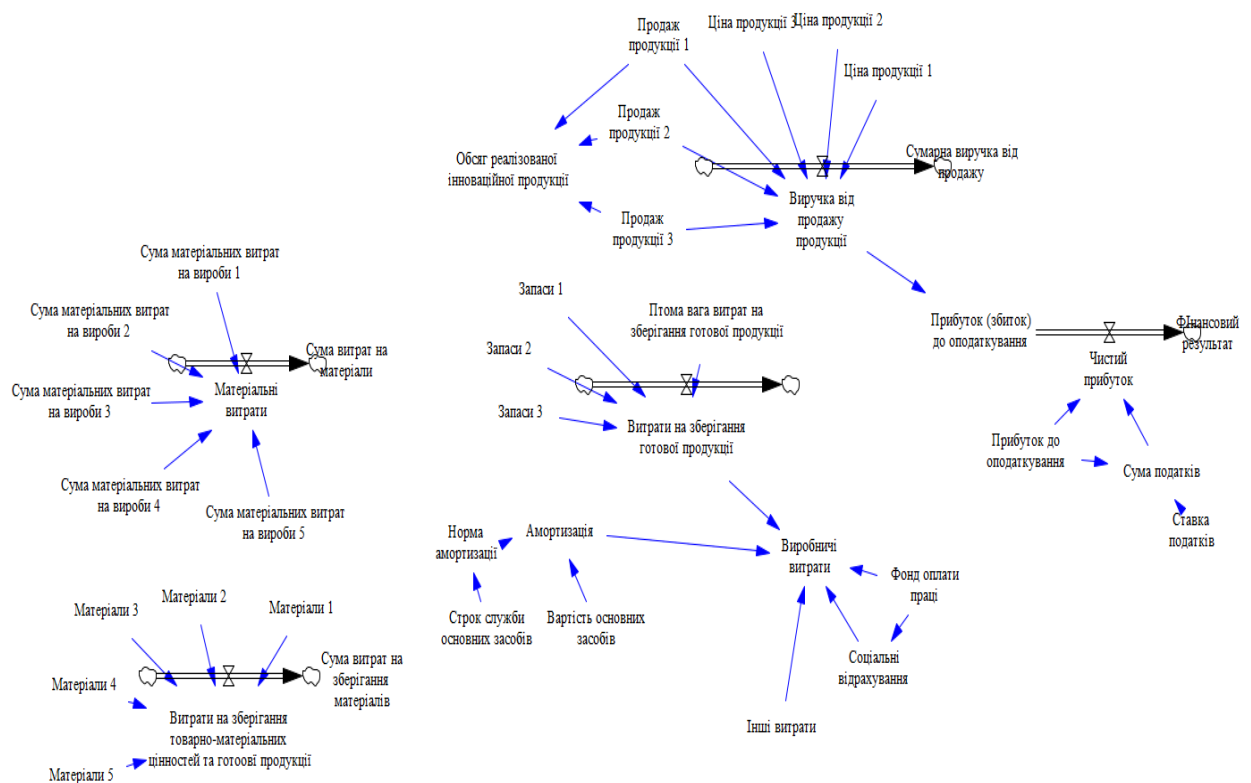 Продаж
продукції 1
Ціна продукції 3
Ціна продукції 2
Ціна продукції 1
Продаж
продукції 2
Обсяг реалізованої
інноваційної продукції
Сумарна виручка від
продажу
Виручка від
продажу
продукції
Продаж
продукції 3
Сума матеріальних витрат
на вироби 1
Сума матеріальних витрат
на вироби 2
Сума витрат на
матеріали
Сума матеріальних витрат
на вироби 3
Матеріальні
витрати
Сума матеріальних витрат
на вироби 4
Сума матеріальних витрат
на вироби 5
Запаси 1
Птома вага витрат на
зберігання готової продукції
Запаси 2
Запаси 3
Витрати на зберігання
готової продукції
Прибуток (збиток)
до оподаткування
ФІнансовий
результат
Чистий
прибуток
Прибуток до
оподаткування
Сума податків
Ставка
податків
Норма
амортизації
Амортизація
Виробничі
витрати
Фонд оплати
праці
Строк служби
основних засобів
Вартість основних
засобів
Соціальні
відрахування
Інші витрати
Матеріали 3
Матеріали 2
Матеріали 1
Сума витрат на
зберігання
матеріалів
Матеріали 4
Витрати на зберігання
товарно-матеріальних
цінностей та готоові продукції
Матеріали 5